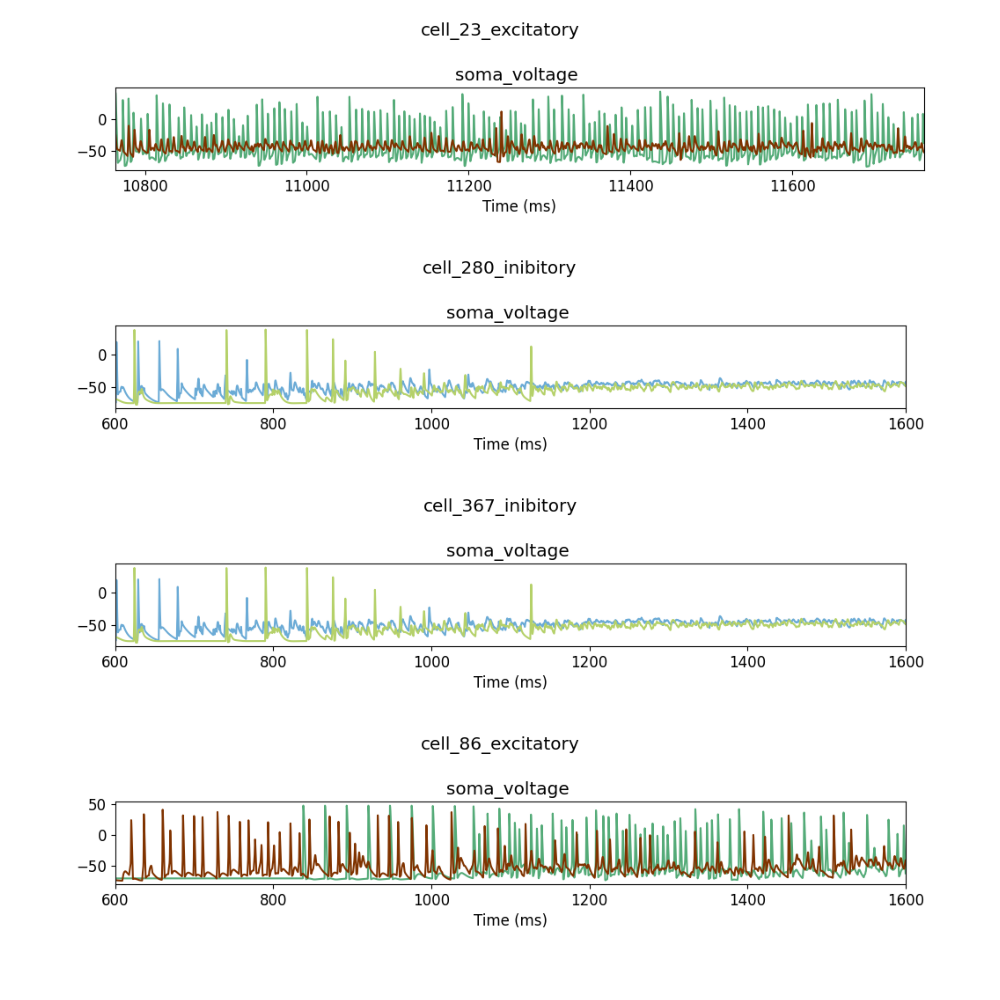 cell_23_excitatory
soma_voltage
0
−50
10800 11000 11200 11400 11600
Time (ms)
cell_280_inibitory
soma_voltage
0
−50
600 800 1000 1200 1400 1600
Time (ms)
cell_367_inibitory
soma_voltage
0
−50
600 800 1000 1200 1400 1600
Time (ms)
cell_86_excitatory
soma_voltage
50
0
−50
600 800 1000 1200 1400 1600
Time (ms)